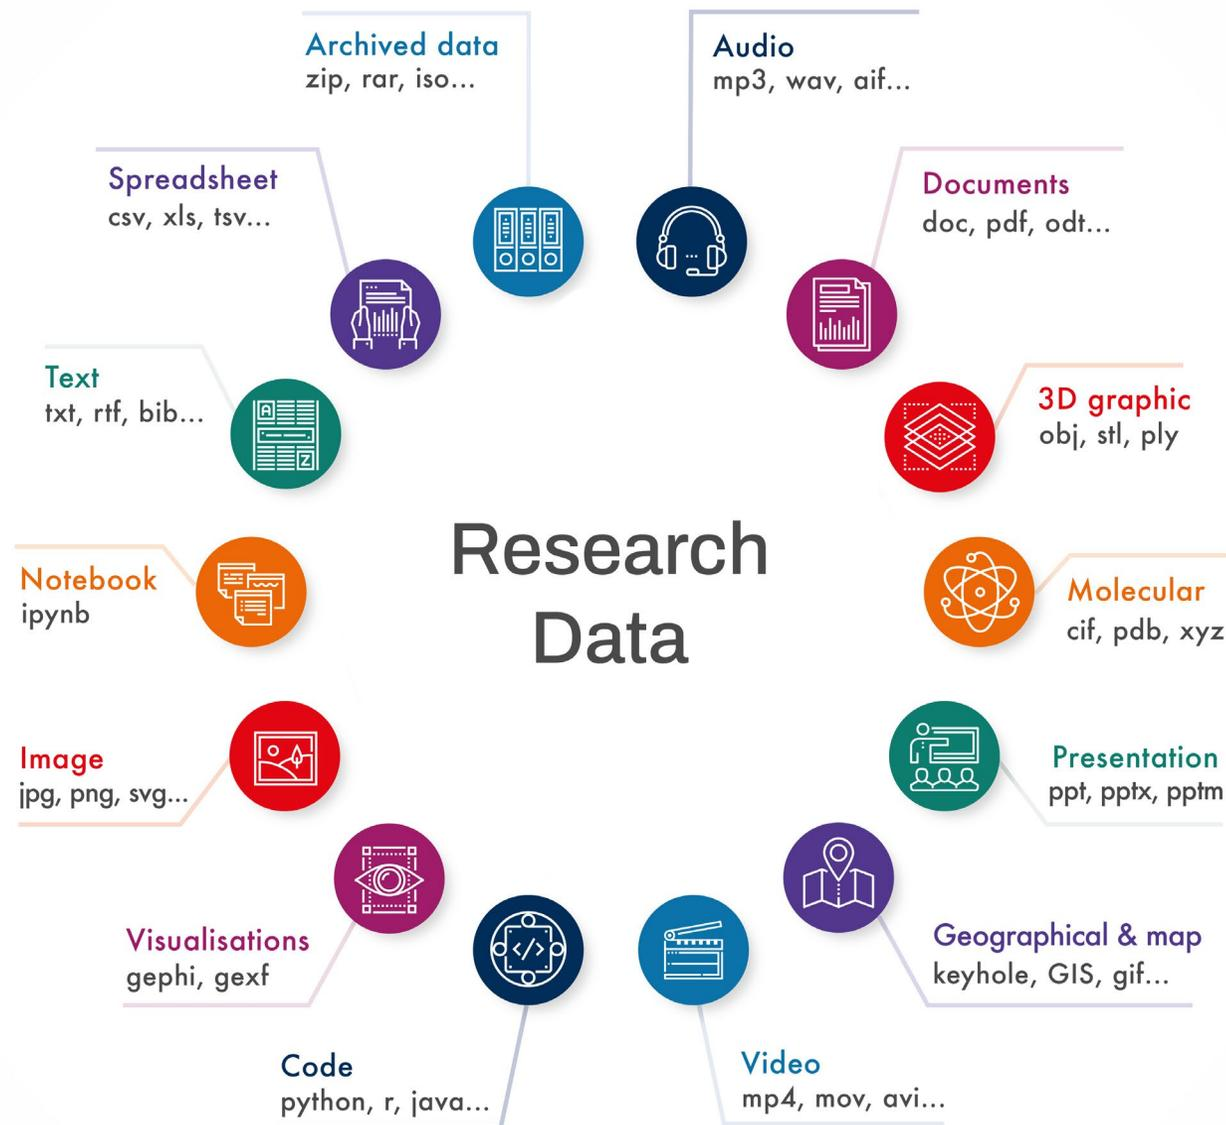 Archived data
zip, rar, iso...
Audio
mp3, wav, aif...
Spreadsheet
csv, xls, tsv...
Documents
doc, pdf, odt...
Text
txt, rtf, bib...
3D graphic
obj, stl, ply
Research
Data
Notebook
ipynb
Molecular
cif, pdb, xyz
Image
jpg, png, svg...
Presentation
ppt, pptx, pptm
Visualisations
gephi, gexf
Geographical & map
keyhole, GIS, gif...
Code
python, r, java...
Video
mp4, mov, avi...
A
Z